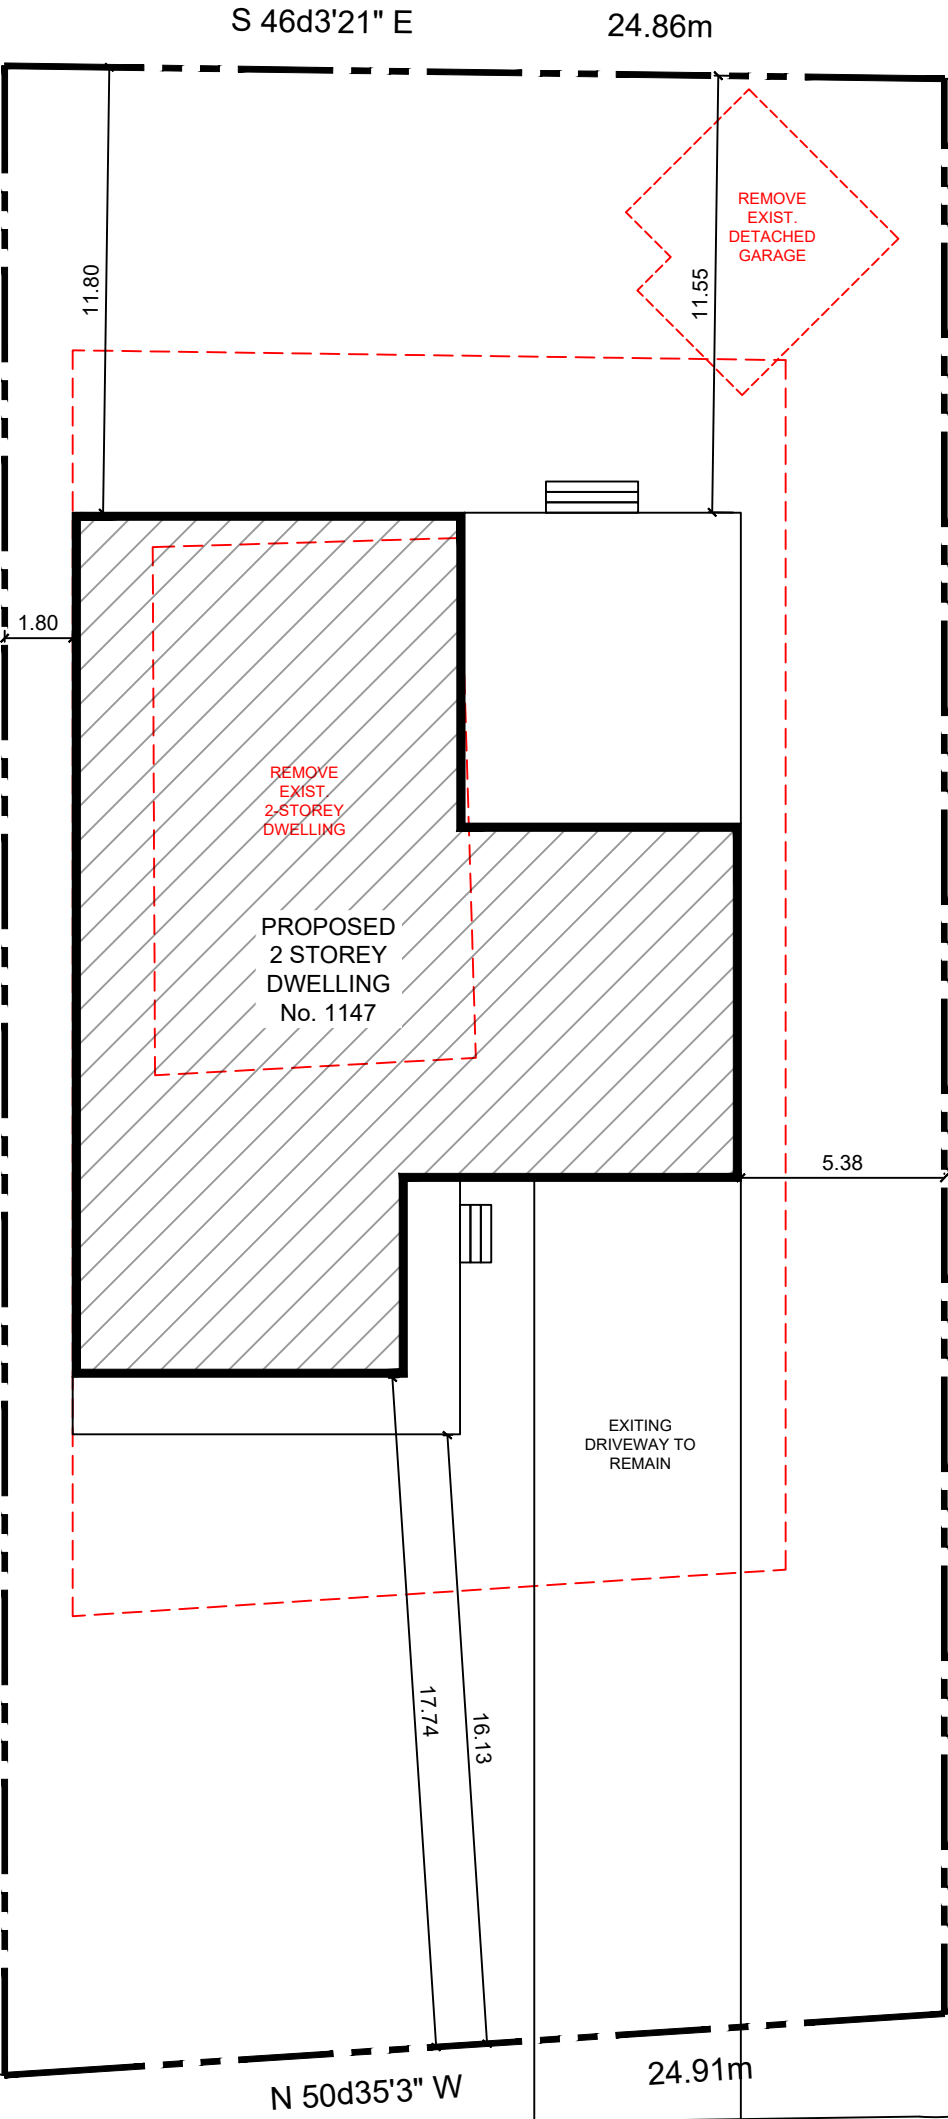 S 46d3'21" E
24.86m
REMOVE
EXIST.
DETACHED
GARAGE
11.80
11.55
1.80
REMOVE
EXIST.
2-STOREY
DWELLING
PROPOSED
2 STOREY
DWELLING
No. 1147
5.38
EXITING
DRIVEWAY TO
REMAIN
17.74
16.13
N 50d35'3" W
24.91m